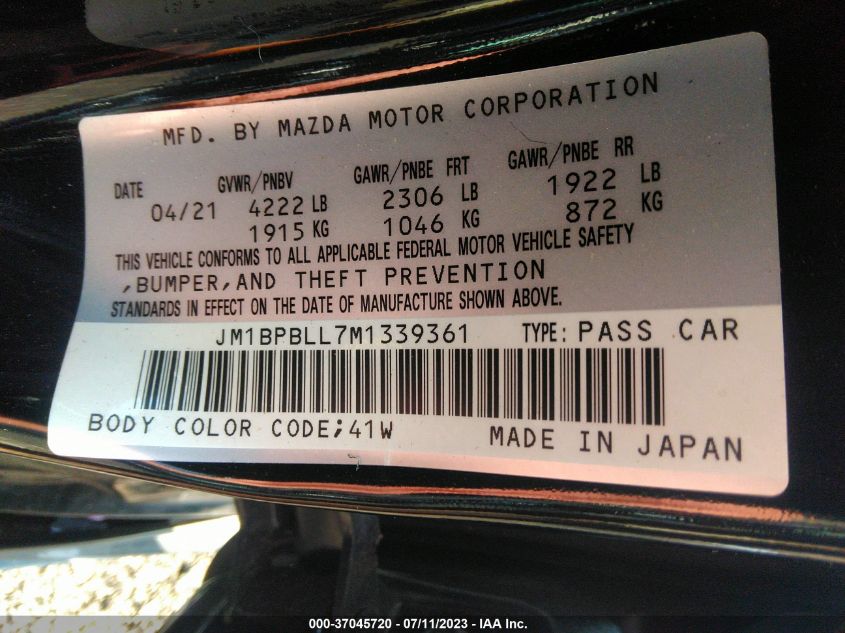 MFD. BY MAZDA MOTOR CORPORATION
DATE GVWR/PNBV GAWR/PNBE FRT GAWR/PNBE RR
04/21 4222 LB 2306 LB 1922 LB
1915 KG 1046 KG 872 KG
THIS VEHICLE CONFORMS TO ALL APPLICABLE FEDERAL MOTOR VEHICLE SAFETY
,BUMPER,AND THEFT PREVENTION
STANDARDS IN EFFECT ON THE DATE OF MANUFACTURE SHOWN ABOVE.
JM1BPBLL7M1339361 TYPE: PASS CAR
BODY COLOR CODE;41W MADE IN JAPAN
000-37045720 - 07/11/2023 - IAA Inc.